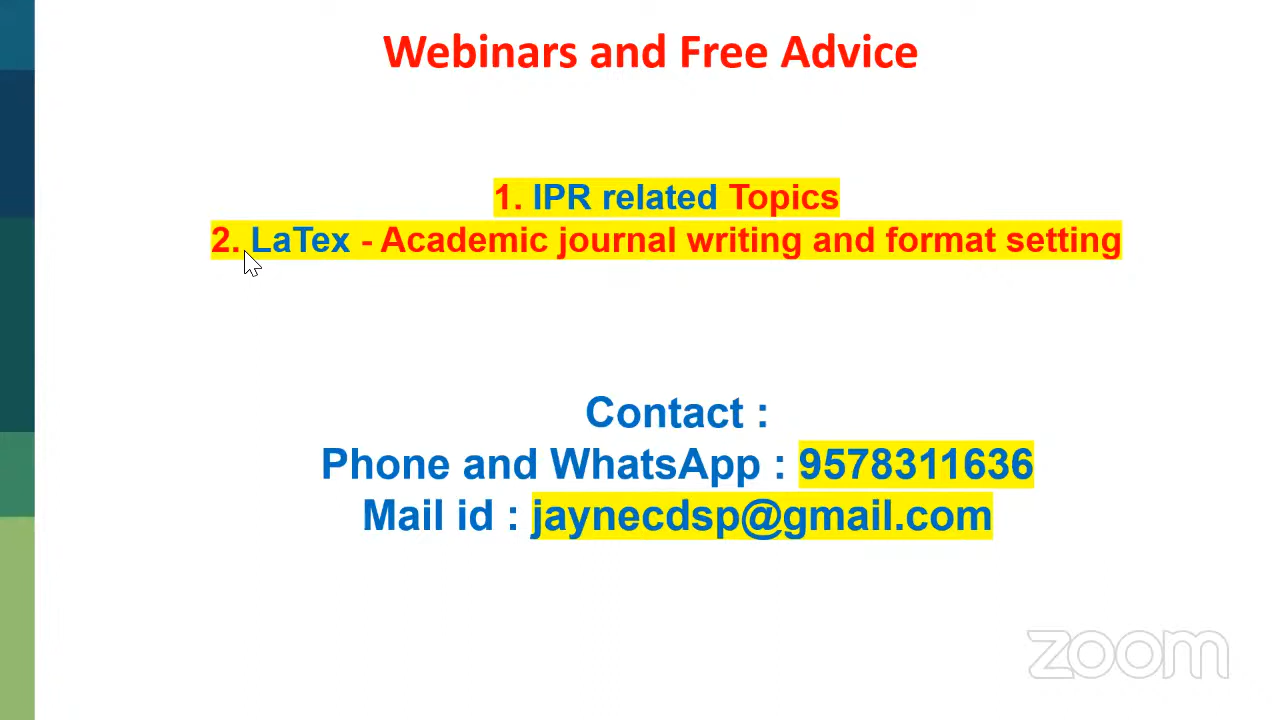 Webinars and Free Advice
1. IPR related Topics
2. LaTex - Academic journal writing and format setting
Contact :
Phone and WhatsApp : 9578311636
Mail id : jaynecdsp@gmail.com
zoom